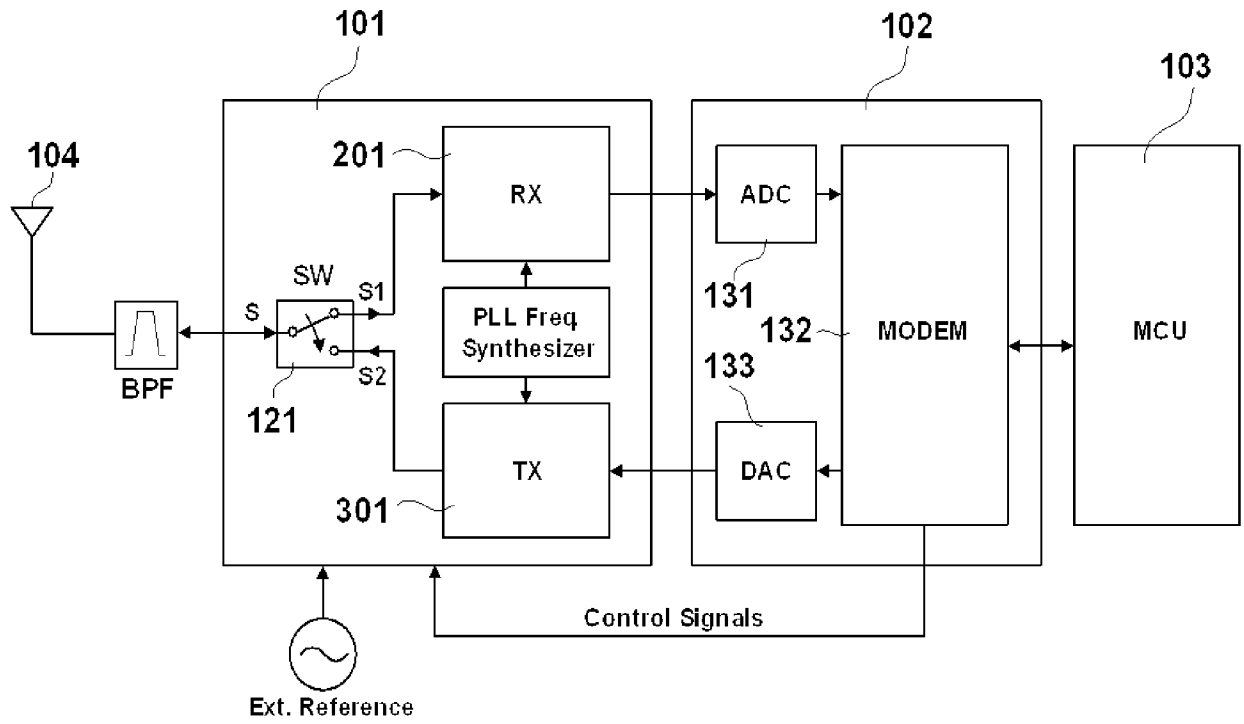 101
102
103
104
201
RX
ADC
131
SW
S1
S
S2
121
BPF
PLL Freq
Synthesizer
132
MODEM
MCU
133
DAC
TX
301
Control Signals
Ext. Reference